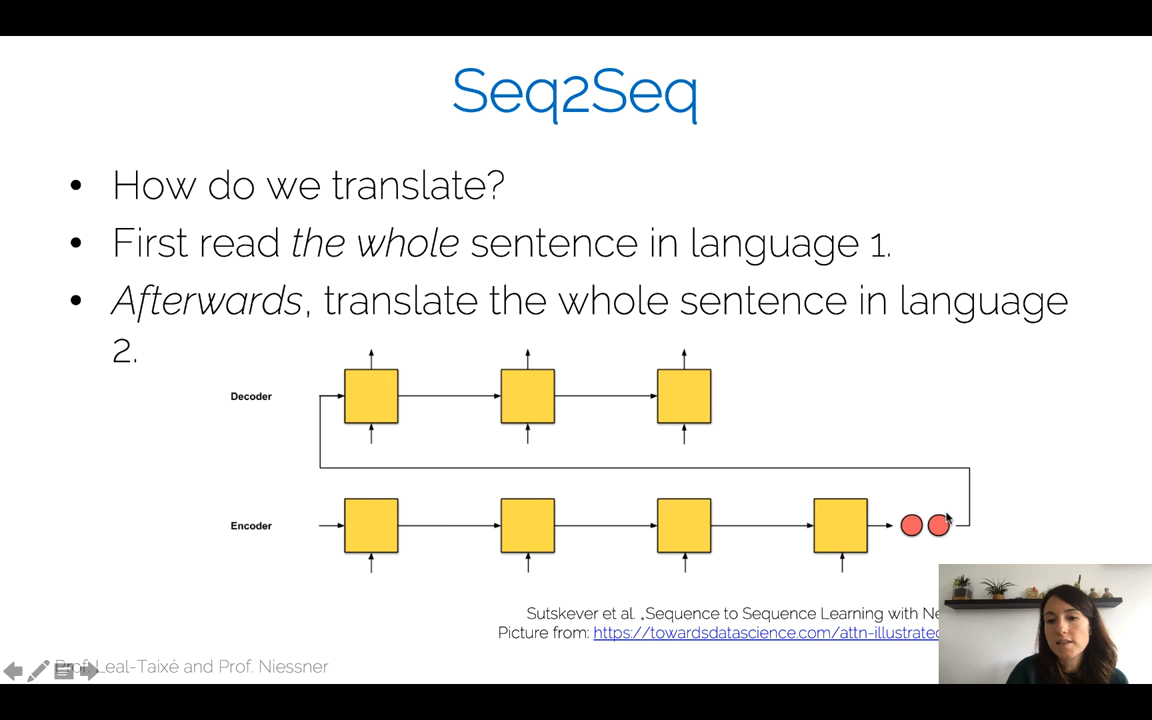 Seq2Seq
• How do we translate?
• First read the whole sentence in language 1.
• Afterwards, translate the whole sentence in language
2.
Decoder
Encoder
Sutskever et al. „Sequence to Sequence Learning with Ne
Picture from: https://towardsdatascience.com/attn-illustrated
Prof. Leal-Taixé and Prof. Niessner